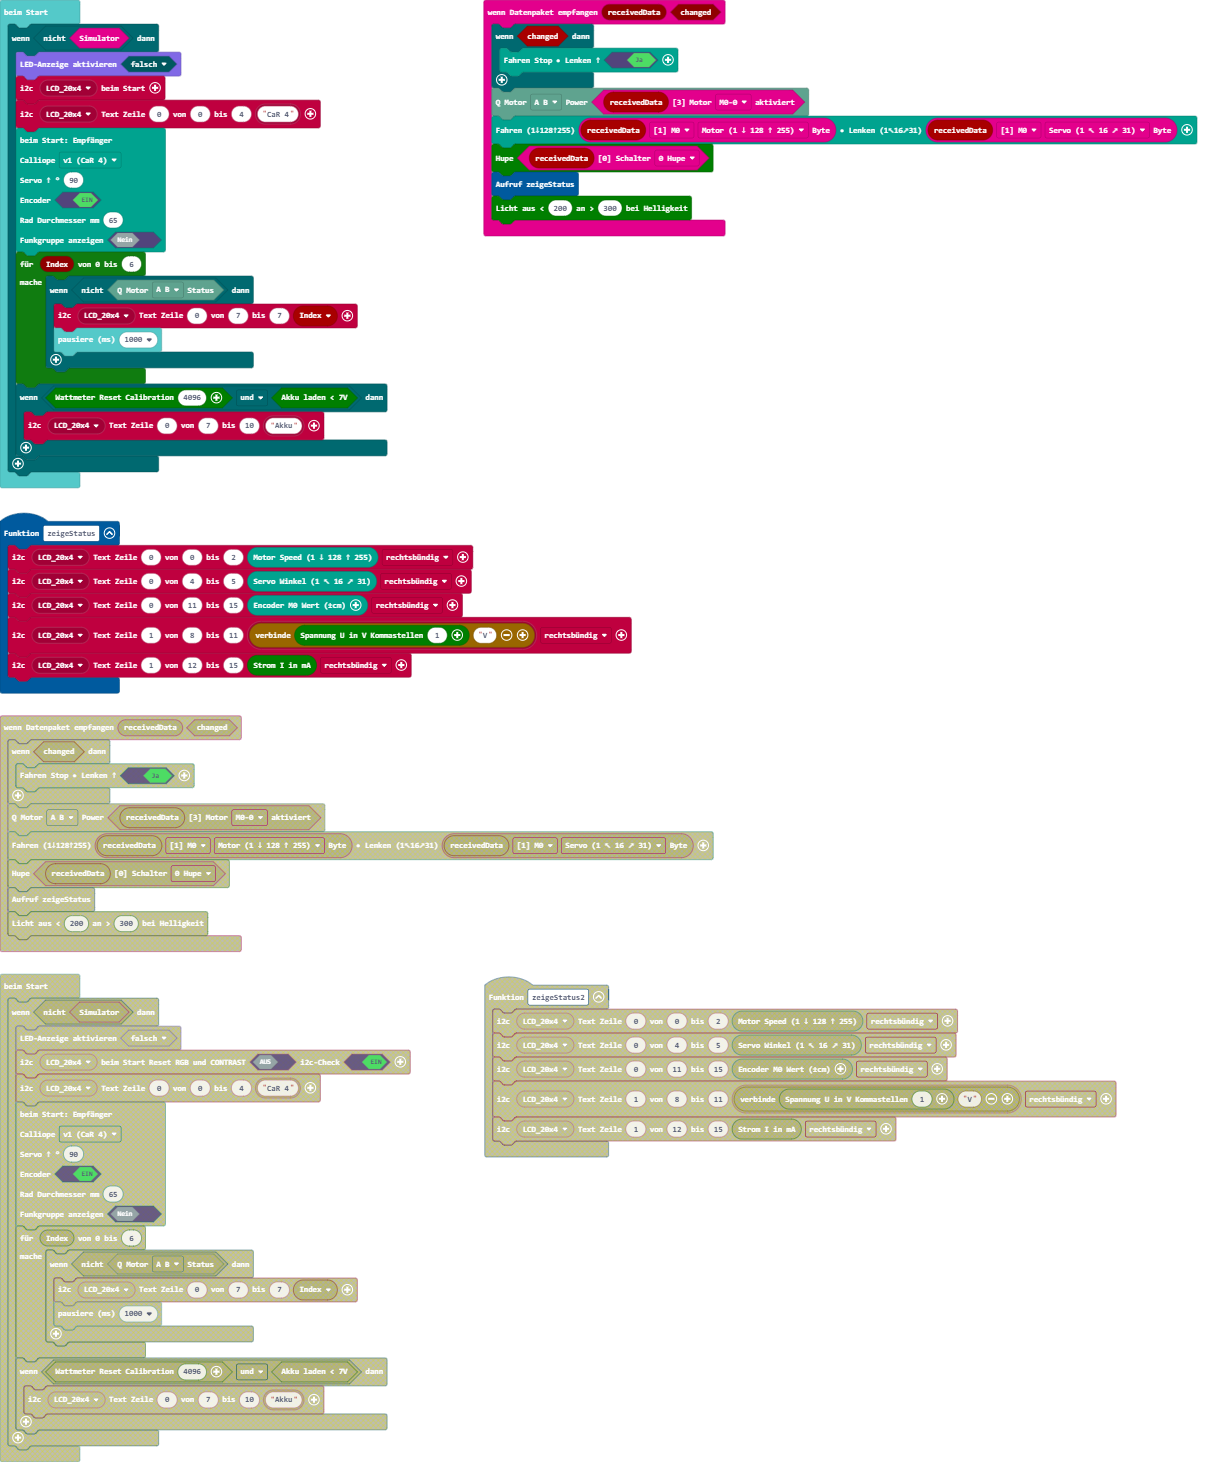 beim Start
wenn nicht Simulator dann
LED-Anzeige aktivieren falsch
i2c LCD_20x4 beim Start
i2c LCD_20x4 Text Zeile 0 von 0 bis 4 "CaR 4"
beim Start: Empfänger
Calliope v1 (CaR 4)
Servo ↑ ° 90
Encoder EIN
Rad Durchmesser mm 65
Funkgruppe anzeigen Nein
für Index von 0 bis 6
mache
wenn nicht Q Motor A B Status dann
i2c LCD_20x4 Text Zeile 0 von 7 bis 7 Index
pausiere (ms) 1000
wenn Wattmeter Reset Calibration 4096 und Akku laden < 7V dann
i2c LCD_20x4 Text Zeile 0 von 7 bis 10 "Akku"
wenn Datenpaket empfangen receivedData changed
wenn changed dann
Fahren Stop • Lenken ↑ Ja
Q Motor A B Power receivedData [3] Motor M0-0 aktiviert
Fahren (1↓128↑255) receivedData [1] M0 Motor (1 ↓ 128 ↑ 255) Byte • Lenken (1↖16↗31) receivedData [1] M0 Servo (1 ↖ 16 ↗ 31) Byte
Hupe receivedData [0] Schalter 0 Hupe
Aufruf zeigeStatus
Licht aus < 200 an > 300 bei Helligkeit
Funktion zeigeStatus
i2c LCD_20x4 Text Zeile 0 von 0 bis 2 Motor Speed (1 ↓ 128 ↑ 255) rechtsbündig
i2c LCD_20x4 Text Zeile 0 von 4 bis 5 Servo Winkel (1 ↖ 16 ↗ 31) rechtsbündig
i2c LCD_20x4 Text Zeile 0 von 11 bis 15 Encoder M0 Wert (±cm) rechtsbündig
i2c LCD_20x4 Text Zeile 1 von 8 bis 11 verbinde Spannung U in V Kommastellen 1 "V" rechtsbündig
i2c LCD_20x4 Text Zeile 1 von 12 bis 15 Strom I in mA rechtsbündig
wenn Datenpaket empfangen receivedData changed
wenn changed dann
Fahren Stop • Lenken ↑ Ja
Q Motor A B Power receivedData [3] Motor M0-0 aktiviert
Fahren (1↓128↑255) receivedData [1] M0 Motor (1 ↓ 128 ↑ 255) Byte • Lenken (1↖16↗31) receivedData [1] M0 Servo (1 ↖ 16 ↗ 31) Byte
Hupe receivedData [0] Schalter 0 Hupe
Aufruf zeigeStatus
Licht aus < 200 an > 300 bei Helligkeit
beim Start
wenn nicht Simulator dann
LED-Anzeige aktivieren falsch
i2c LCD_20x4 beim Start Reset RGB und CONTRAST AUS i2c-Check EIN
i2c LCD_20x4 Text Zeile 0 von 0 bis 4 "CaR 4"
beim Start: Empfänger
Calliope v1 (CaR 4)
Servo ↑ ° 90
Encoder EIN
Rad Durchmesser mm 65
Funkgruppe anzeigen Nein
für Index von 0 bis 6
mache
wenn nicht Q Motor A B Status dann
i2c LCD_20x4 Text Zeile 0 von 7 bis 7 Index
pausiere (ms) 1000
wenn Wattmeter Reset Calibration 4096 und Akku laden < 7V dann
i2c LCD_20x4 Text Zeile 0 von 7 bis 10 "Akku"
Funktion zeigeStatus2
i2c LCD_20x4 Text Zeile 0 von 0 bis 2 Motor Speed (1 ↓ 128 ↑ 255) rechtsbündig
i2c LCD_20x4 Text Zeile 0 von 4 bis 5 Servo Winkel (1 ↖ 16 ↗ 31) rechtsbündig
i2c LCD_20x4 Text Zeile 0 von 11 bis 15 Encoder M0 Wert (±cm) rechtsbündig
i2c LCD_20x4 Text Zeile 1 von 8 bis 11 verbinde Spannung U in V Kommastellen 1 "V" rechtsbündig
i2c LCD_20x4 Text Zeile 1 von 12 bis 15 Strom I in mA rechtsbündig